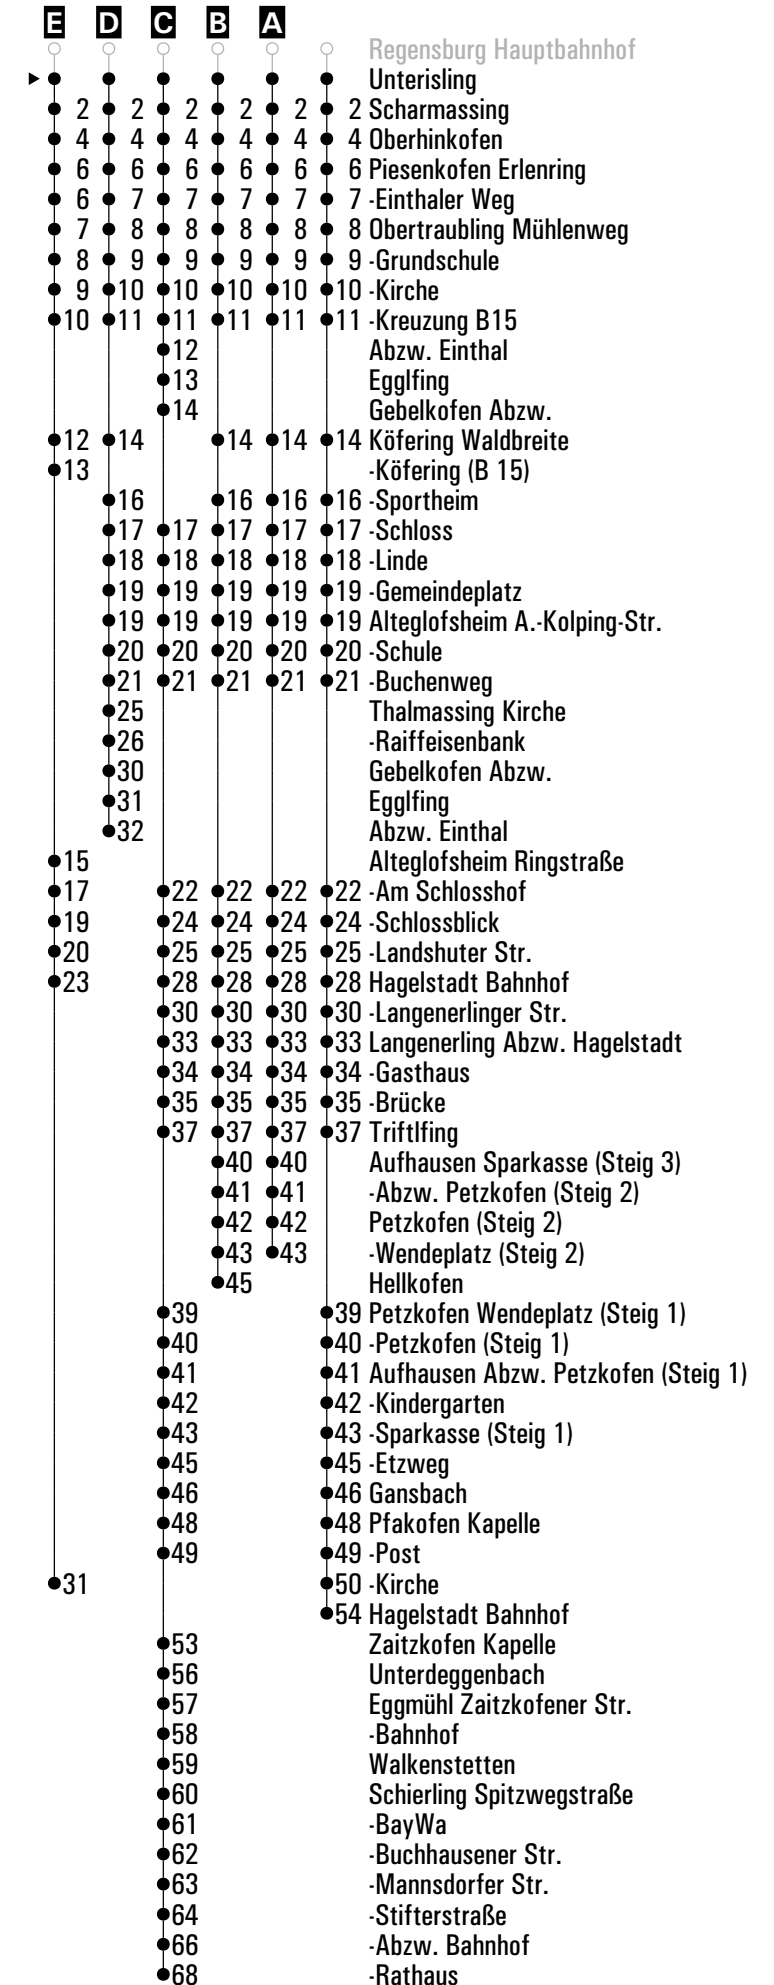 E D C B A
Regensburg Hauptbahnhof
Unterisling
2 2 2 2 2 2 Scharmassing
4 4 4 4 4 4 Oberhinkofen
6 6 6 6 6 6 Piesenkofen Erlenring
6 7 7 7 7 7 -Einthaler Weg
7 8 8 8 8 8 Obertraubling Mühlenweg
8 9 9 9 9 9 -Grundschule
9 10 10 10 10 10 -Kirche
10 11 11 11 11 11 -Kreuzung B15
12 Abzw. Einthal
13 Egglfing
14 Gebelkofen Abzw.
12 14 14 14 14 Köfering Waldbreite
13 -Köfering (B 15)
16 16 16 16 -Sportheim
17 17 17 17 17 -Schloss
18 18 18 18 18 -Linde
19 19 19 19 19 -Gemeindeplatz
19 19 19 19 19 Alteglofsheim A.-Kolping-Str.
20 20 20 20 20 -Schule
21 21 21 21 21 -Buchenweg
25 Thalmassing Kirche
26 -Raiffeisenbank
30 Gebelkofen Abzw.
31 Egglfing
32 Abzw. Einthal
15 Alteglofsheim Ringstraße
17 22 22 22 22 -Am Schlosshof
19 24 24 24 24 -Schlossblick
20 25 25 25 25 -Landshuter Str.
23 28 28 28 28 Hagelstadt Bahnhof
30 30 30 30 -Langenerlinger Str.
33 33 33 33 Langenerling Abzw. Hagelstadt
34 34 34 34 -Gasthaus
35 35 35 35 -Brücke
37 37 37 37 Triftlfing
40 40 Aufhausen Sparkasse (Steig 3)
41 41 -Abzw. Petzkofen (Steig 2)
42 42 Petzkofen (Steig 2)
43 43 -Wendeplatz (Steig 2)
45 Hellkofen
39 39 Petzkofen Wendeplatz (Steig 1)
40 40 -Petzkofen (Steig 1)
41 41 Aufhausen Abzw. Petzkofen (Steig 1)
42 42 -Kindergarten
43 43 -Sparkasse (Steig 1)
45 45 -Etzweg
46 46 Gansbach
48 48 Pfakofen Kapelle
49 49 -Post
31 50 -Kirche
54 Hagelstadt Bahnhof
53 Zaitzkofen Kapelle
56 Unterdeggenbach
57 Eggmühl Zaitzkofener Str.
58 -Bahnhof
59 Walkenstetten
60 Schierling Spitzwegstraße
61 -BayWa
62 -Buchhausener Str.
63 -Mannsdorfer Str.
64 -Stifterstraße
66 -Abzw. Bahnhof
68 -Rathaus